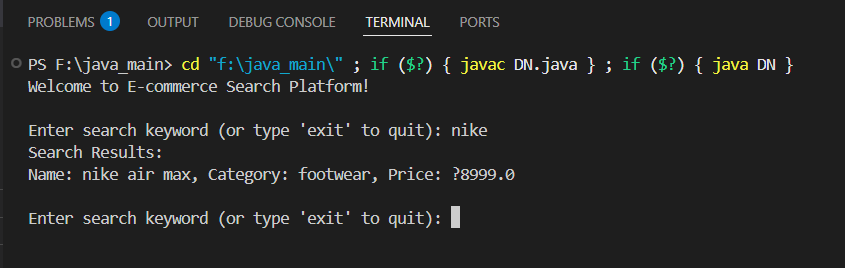 PROBLEMS 1 OUTPUT DEBUG CONSOLE TERMINAL PORTS
PS F:\java_main> cd "f:\java_main\" ; if ($?) { javac DN.java } ; if ($?) { java DN }
Welcome to E-commerce Search Platform!
Enter search keyword (or type 'exit' to quit): nike
Search Results:
Name: nike air max, Category: footwear, Price: ?8999.0
Enter search keyword (or type 'exit' to quit):